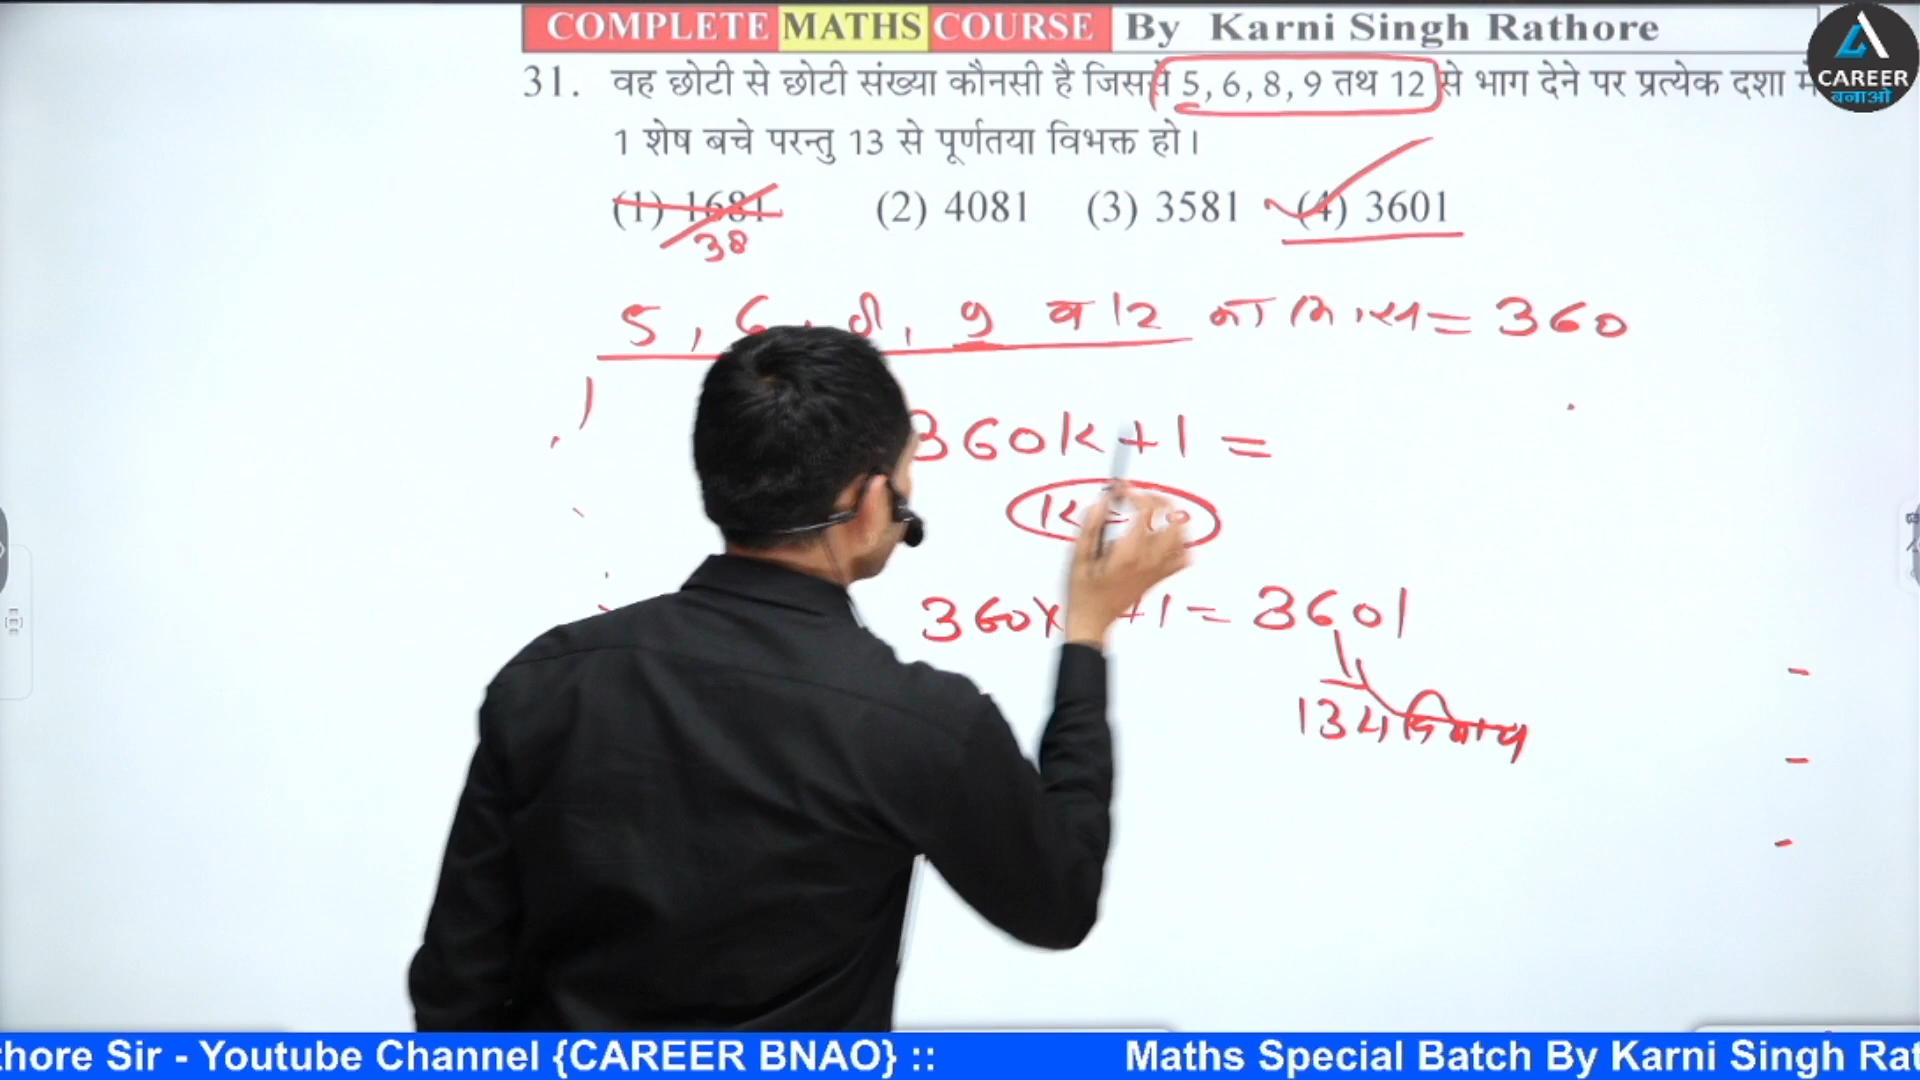 COMPLETE MATHS COURSE By Karni Singh Rathore
CAREER
बनाओ
31. वह छोटी से छोटी संख्या कौनसी है जिससे 5, 6, 8, 9 तथ 12 से भाग देने पर प्रत्येक दशा में
1 शेष बचे परन्तु 13 से पूर्णतया विभक्त हो।
(1) 1681 (2) 4081 (3) 3581 (4) 3601
38
5, 6, 8, 9 व 12 का = 360
360k+1 =
k=10
360× +1 = 3601
13
thore Sir - Youtube Channel {CAREER BNAO} :: Maths Special Batch By Karni Singh Rat